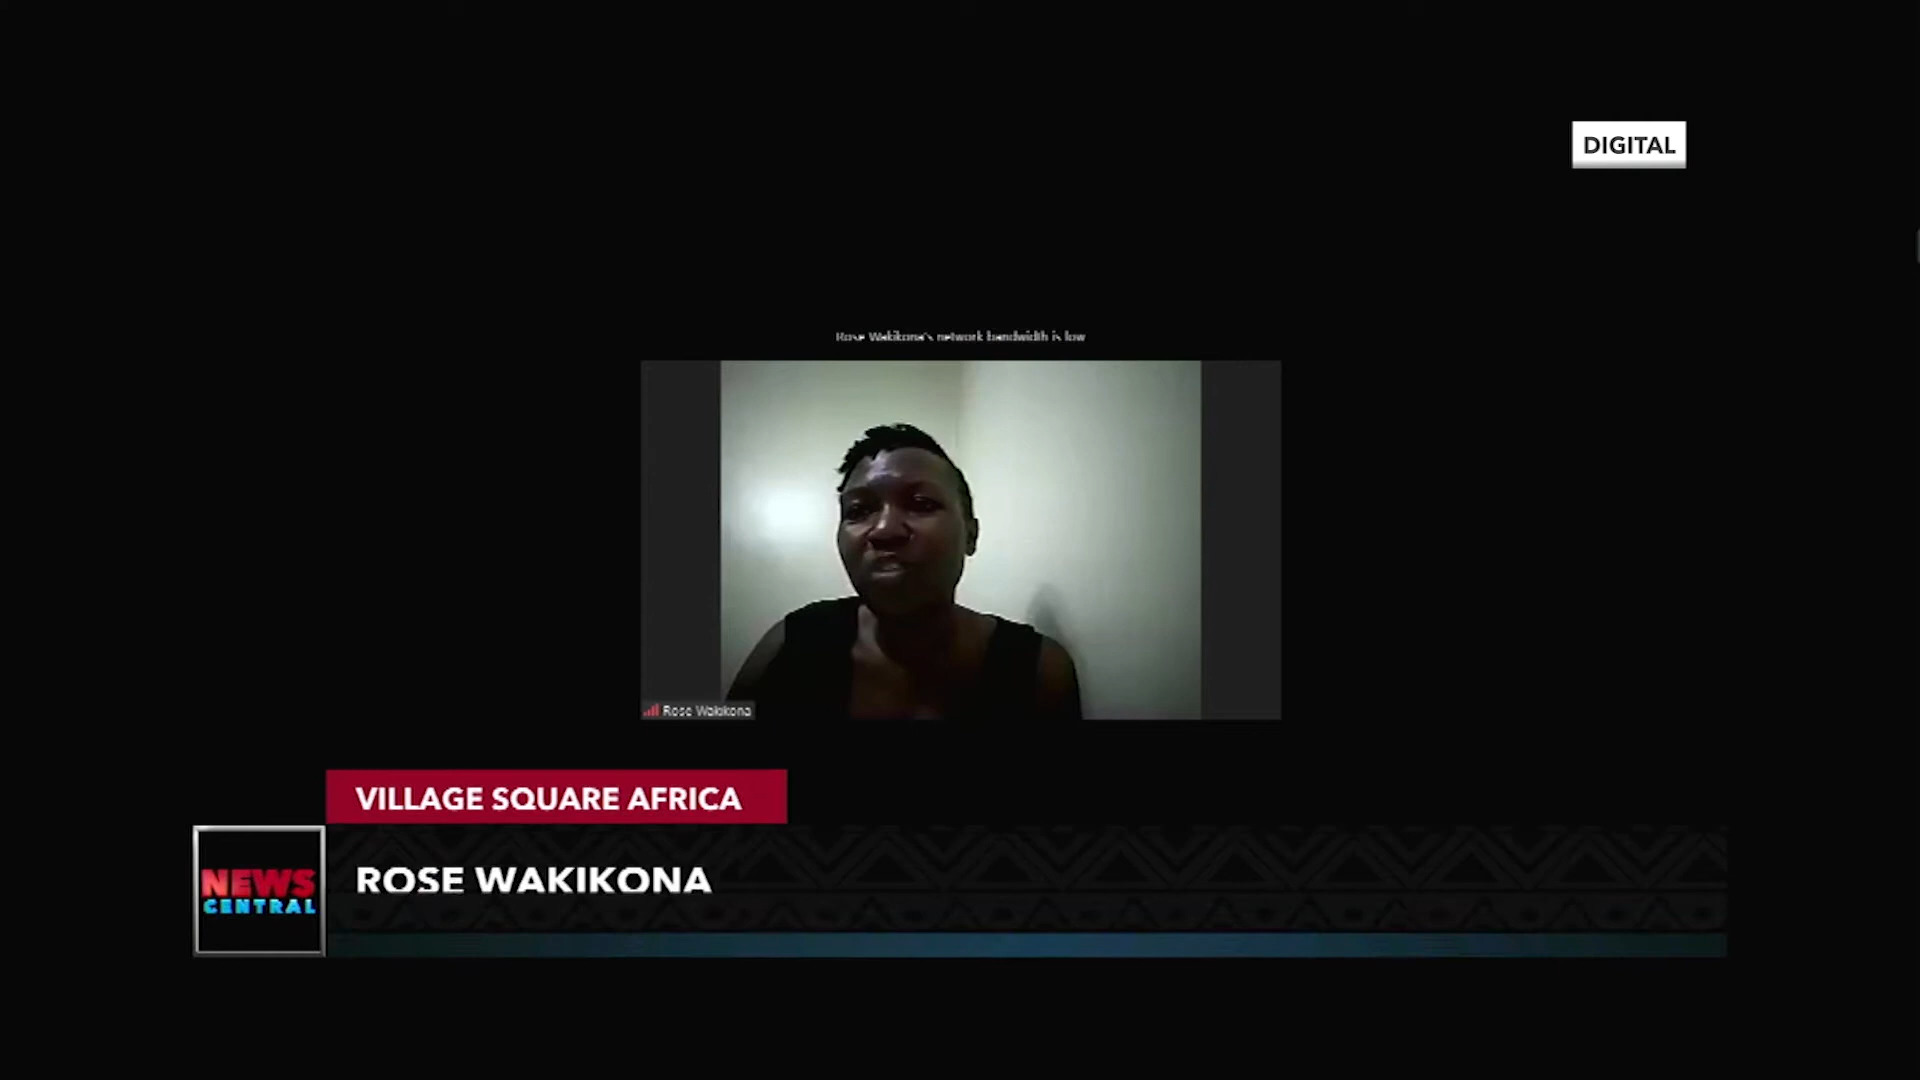 DIGITAL
Rose Wakikona's network bandwidth is low
Rose Wakikona
VILLAGE SQUARE AFRICA
NEWS
CENTRAL
ROSE WAKIKONA